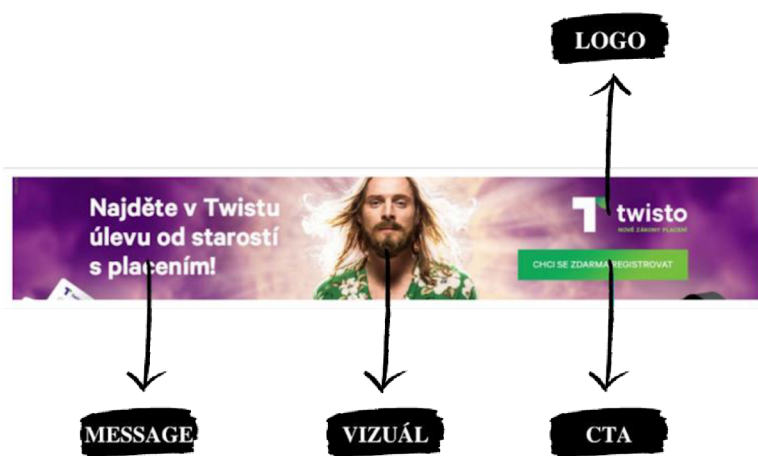 LOGO
Najděte v Twistu
úlevu od starostí
s placením!
twisto
NOVÉ ZÁKONY PLACENÍ
CHCI SE ZDARMA REGISTROVAT
MESSAGE
VIZUÁL
CTA